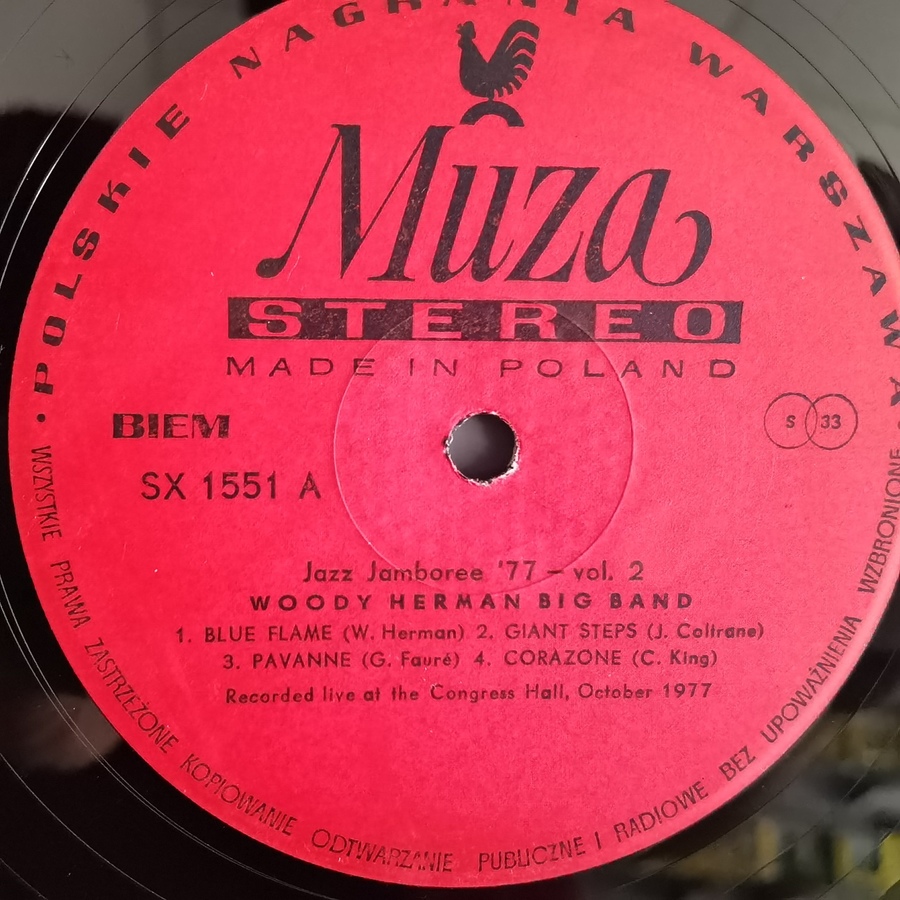 POLSKIE NAGRANIA WARSZAWA
Muza
STEREO
MADE IN POLAND
BIEM
S 33
SX 1551 A
Jazz Jamboree '77 – vol. 2
WOODY HERMAN BIG BAND
1. BLUE FLAME (W. Herman) 2. GIANT STEPS (J. Coltrane)
3. PAVANNE (G. Fauré) 4. CORAZONE (C. King)
Recorded live at the Congress Hall, October 1977
WSZYSTKIE PRAWA ZASTRZEŻONE KOPIOWANIE ODTWARZANIE PUBLICZNE I RADIOWE BEZ UPOWAŻNIENIA WZBRONIONE